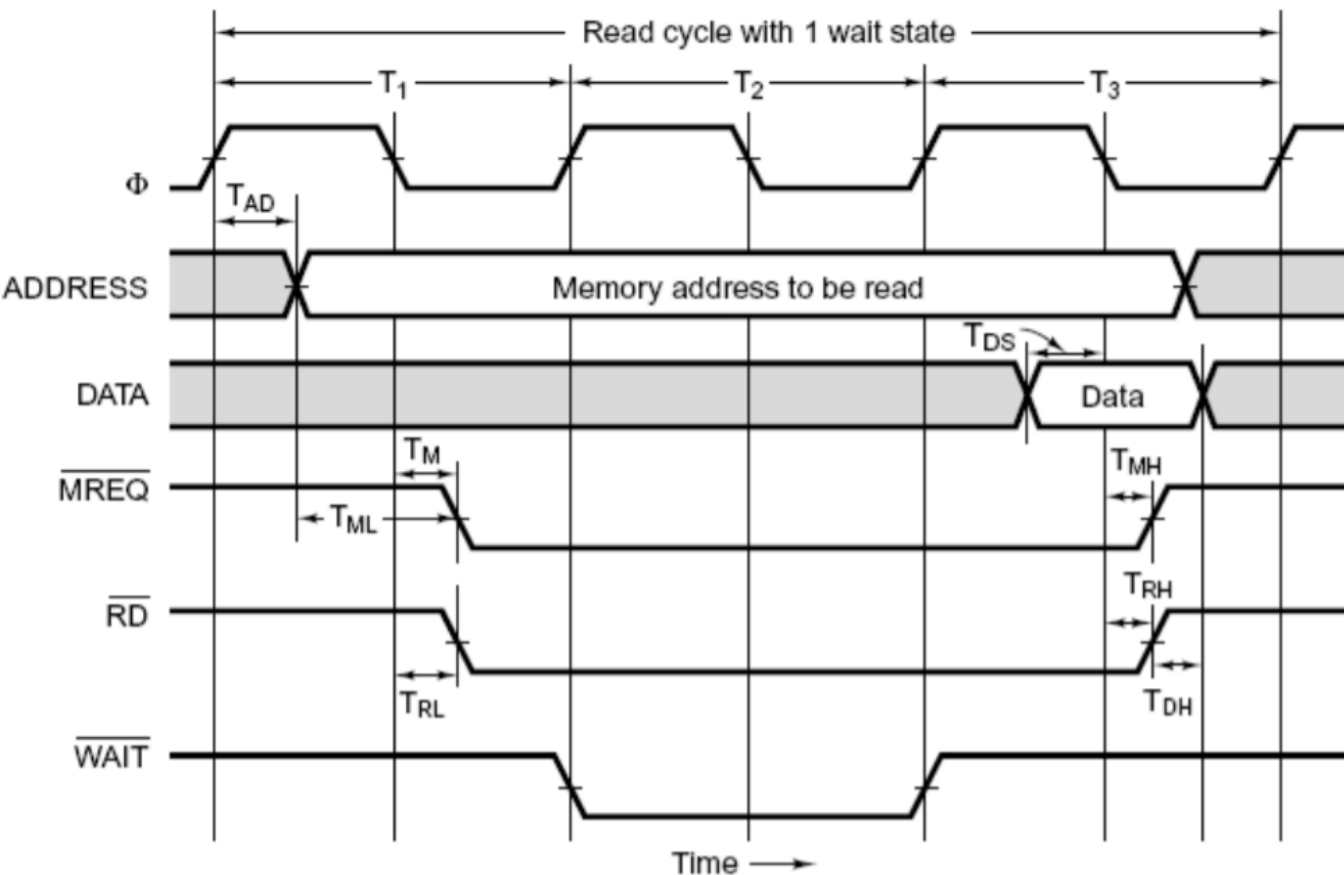 Read cycle with 1 wait state
T1 T2 T3
Φ
TAD
ADDRESS Memory address to be read
TDS
DATA Data
TM
MREQ TMH
TML
RD TRH
TRL TDH
WAIT
Time